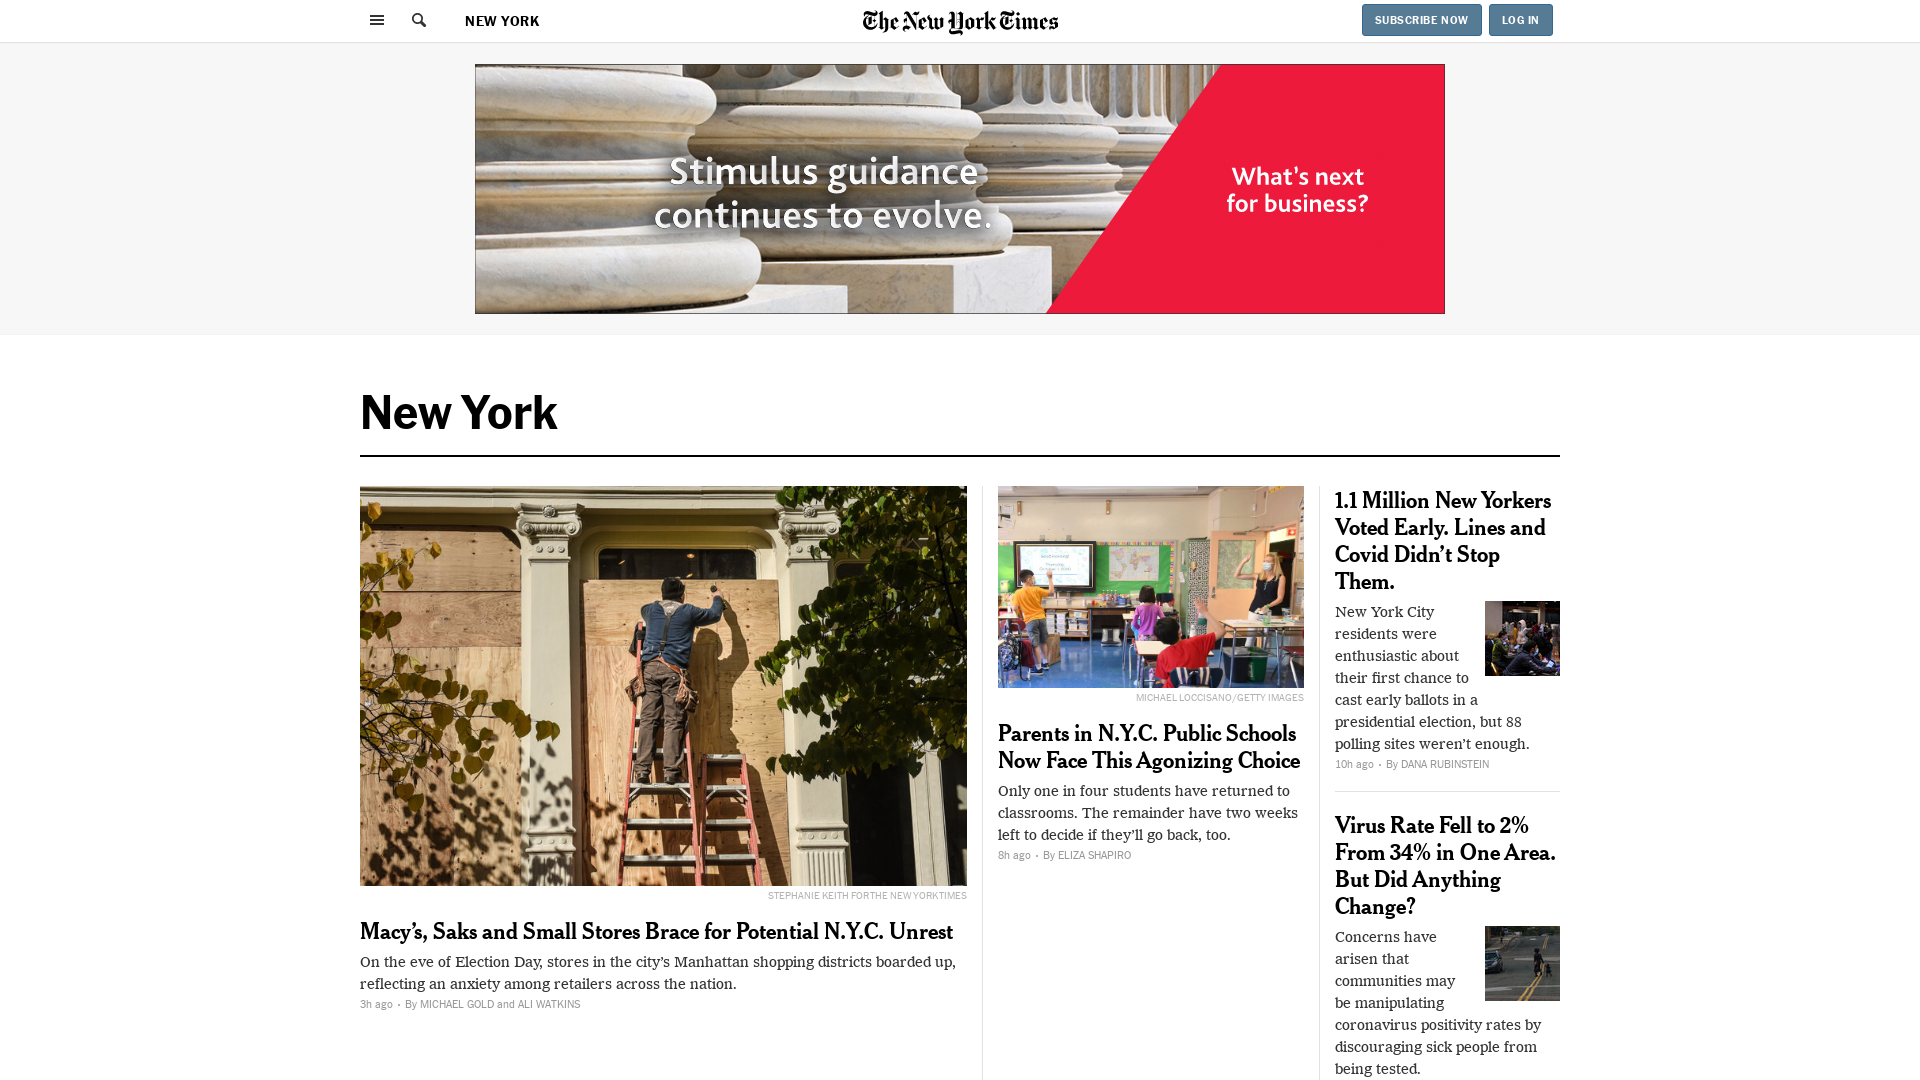 NEW YORK
The New York Times
SUBSCRIBE NOW
LOG IN
Stimulus guidance
continues to evolve.
What's next
for business?
New York
STEPHANIE KEITH FOR THE NEW YORK TIMES
Macy’s, Saks and Small Stores Brace for Potential N.Y.C. Unrest
On the eve of Election Day, stores in the city’s Manhattan shopping districts boarded up,
reflecting an anxiety among retailers across the nation.
3h ago · By MICHAEL GOLD and ALI WATKINS
MICHAEL LOCCISANO/GETTY IMAGES
Parents in N.Y.C. Public Schools
Now Face This Agonizing Choice
Only one in four students have returned to
classrooms. The remainder have two weeks
left to decide if they’ll go back, too.
8h ago · By ELIZA SHAPIRO
1.1 Million New Yorkers
Voted Early. Lines and
Covid Didn’t Stop
Them.
New York City
residents were
enthusiastic about
their first chance to
cast early ballots in a
presidential election, but 88
polling sites weren’t enough.
10h ago · By DANA RUBINSTEIN
Virus Rate Fell to 2%
From 34% in One Area.
But Did Anything
Change?
Concerns have
arisen that
communities may
be manipulating
coronavirus positivity rates by
discouraging sick people from
being tested.